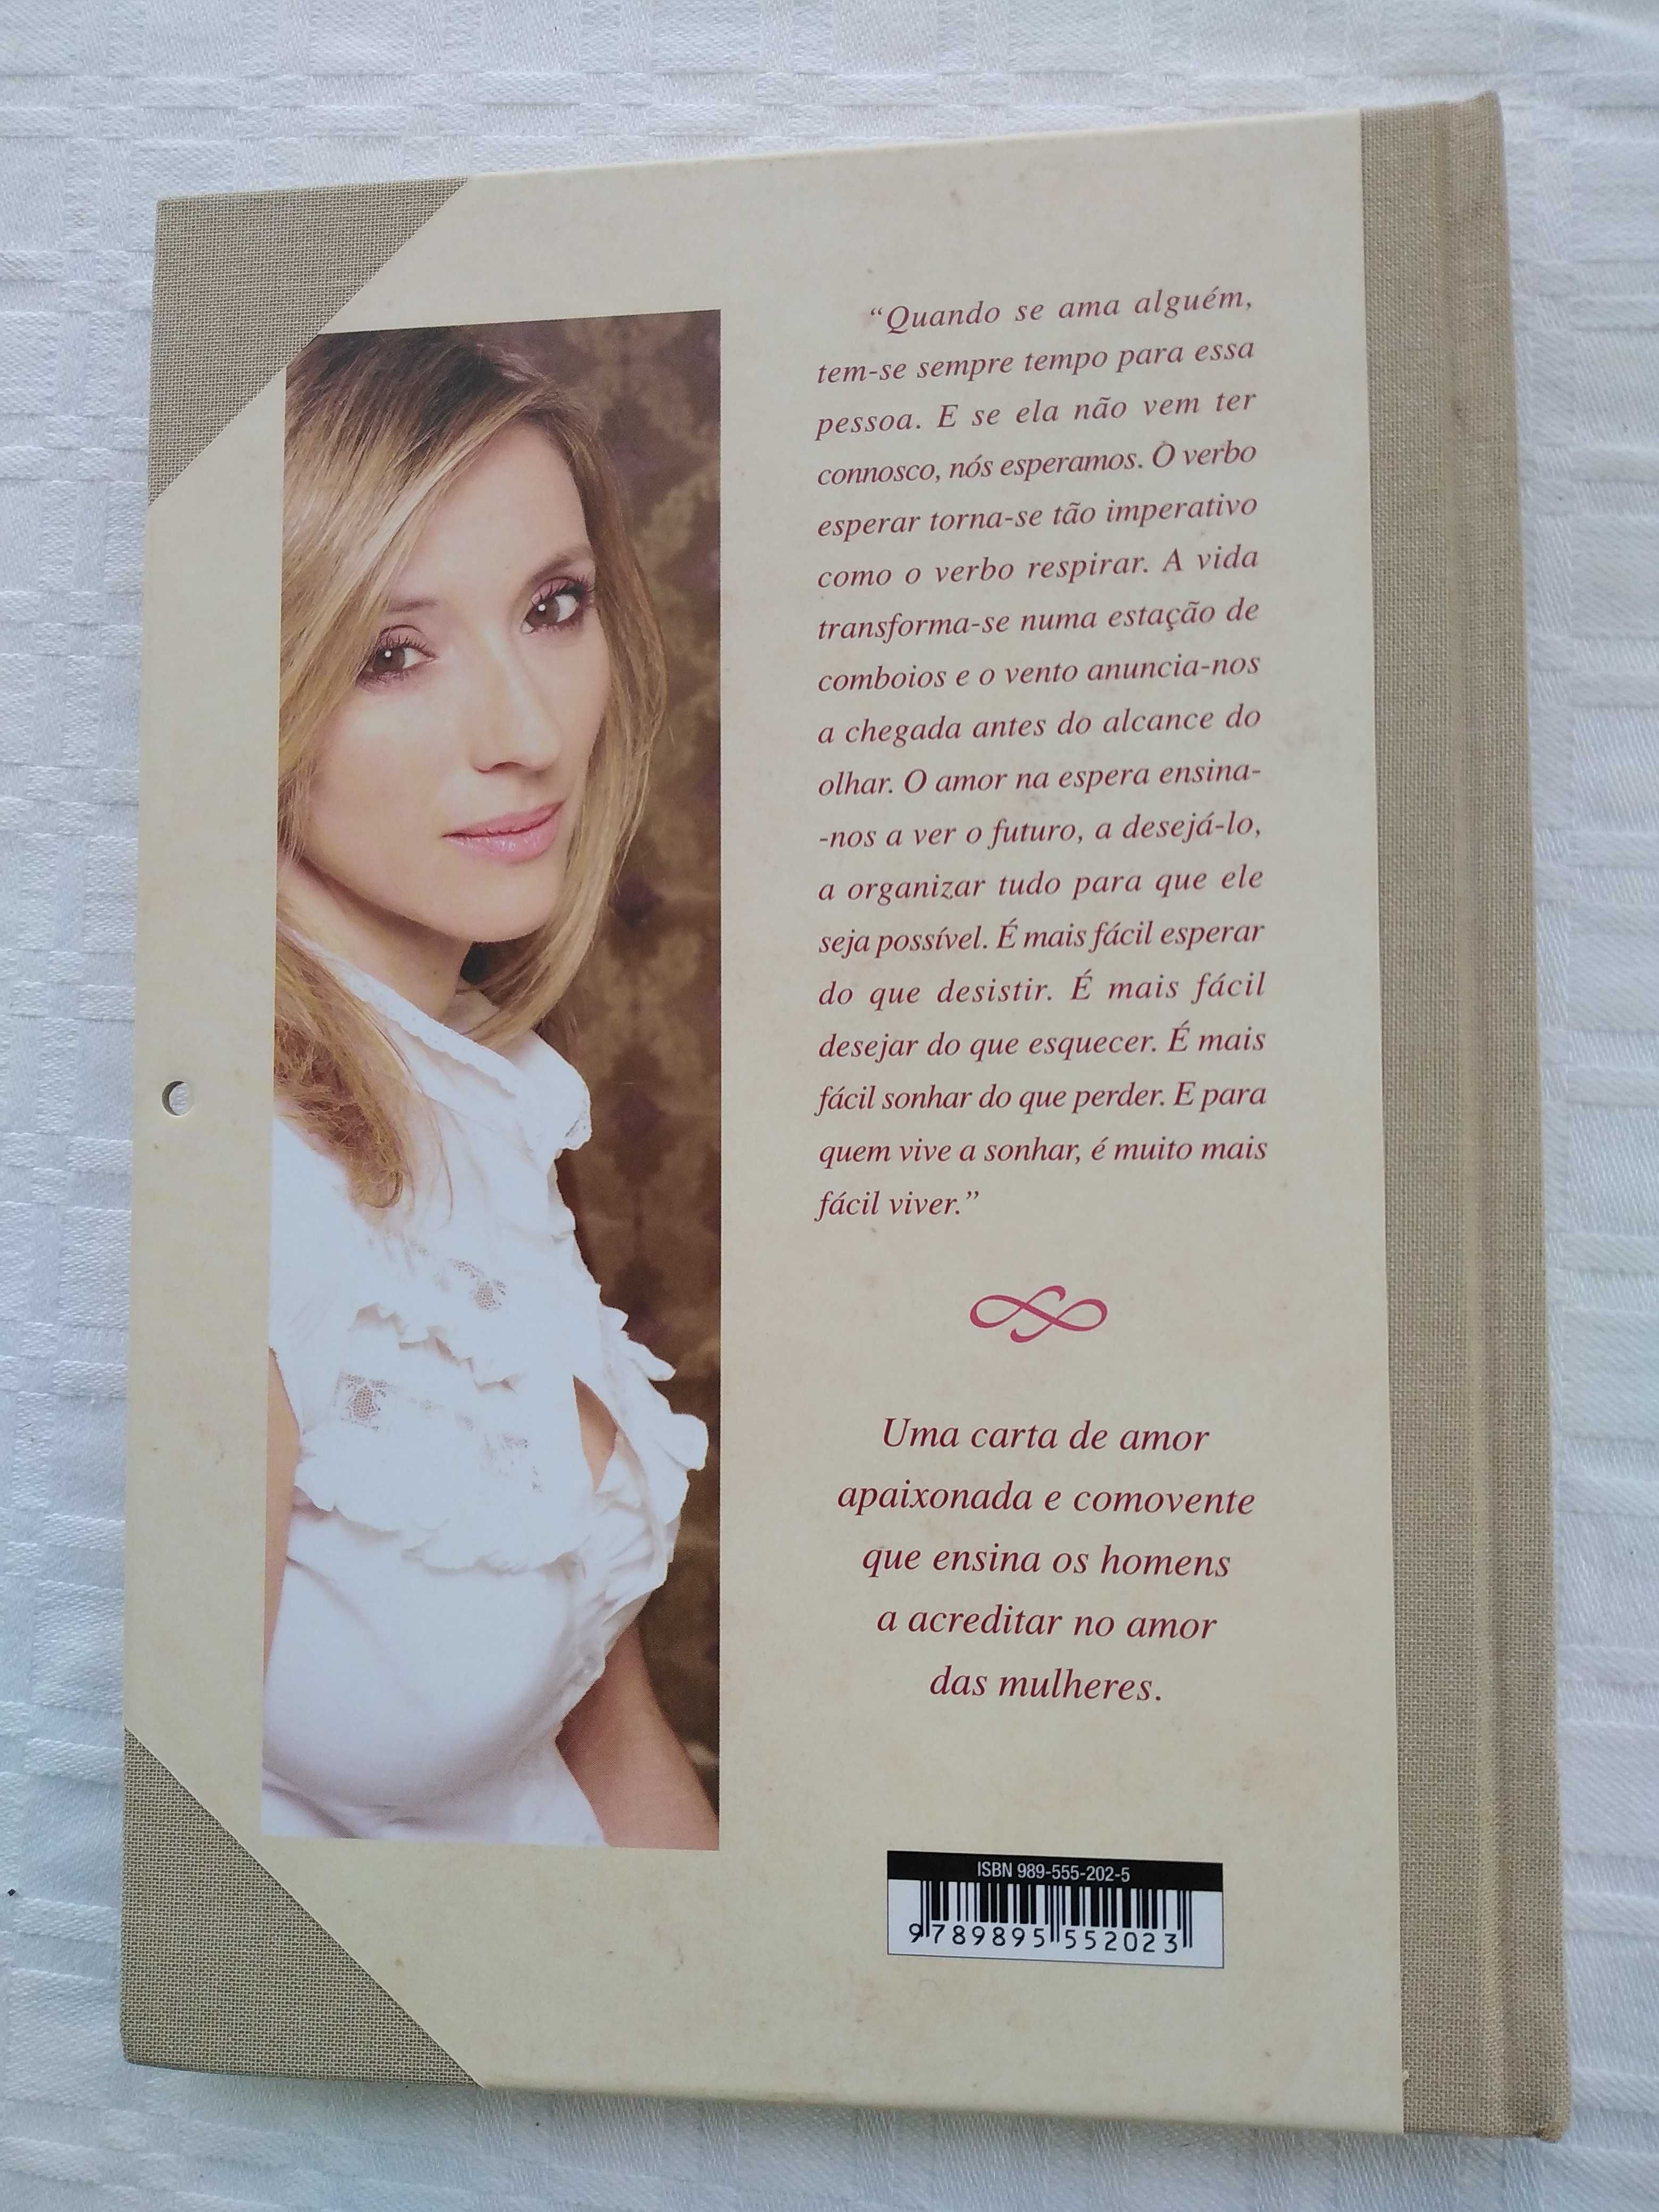 “Quando se ama alguém,
tem-se sempre tempo para essa
pessoa. E se ela não vem ter
connosco, nós esperamos. O verbo
esperar torna-se tão imperativo
como o verbo respirar. A vida
transforma-se numa estação de
comboios e o vento anuncia-nos
a chegada antes do alcance do
olhar. O amor na espera ensina-
-nos a ver o futuro, a desejá-lo,
a organizar tudo para que ele
seja possível. É mais fácil esperar
do que desistir. É mais fácil
desejar do que esquecer. É mais
fácil sonhar do que perder. E para
quem vive a sonhar, é muito mais
fácil viver.”
Uma carta de amor
apaixonada e comovente
que ensina os homens
a acreditar no amor
das mulheres.
ISBN 989-555-202-5
9 789895 552023